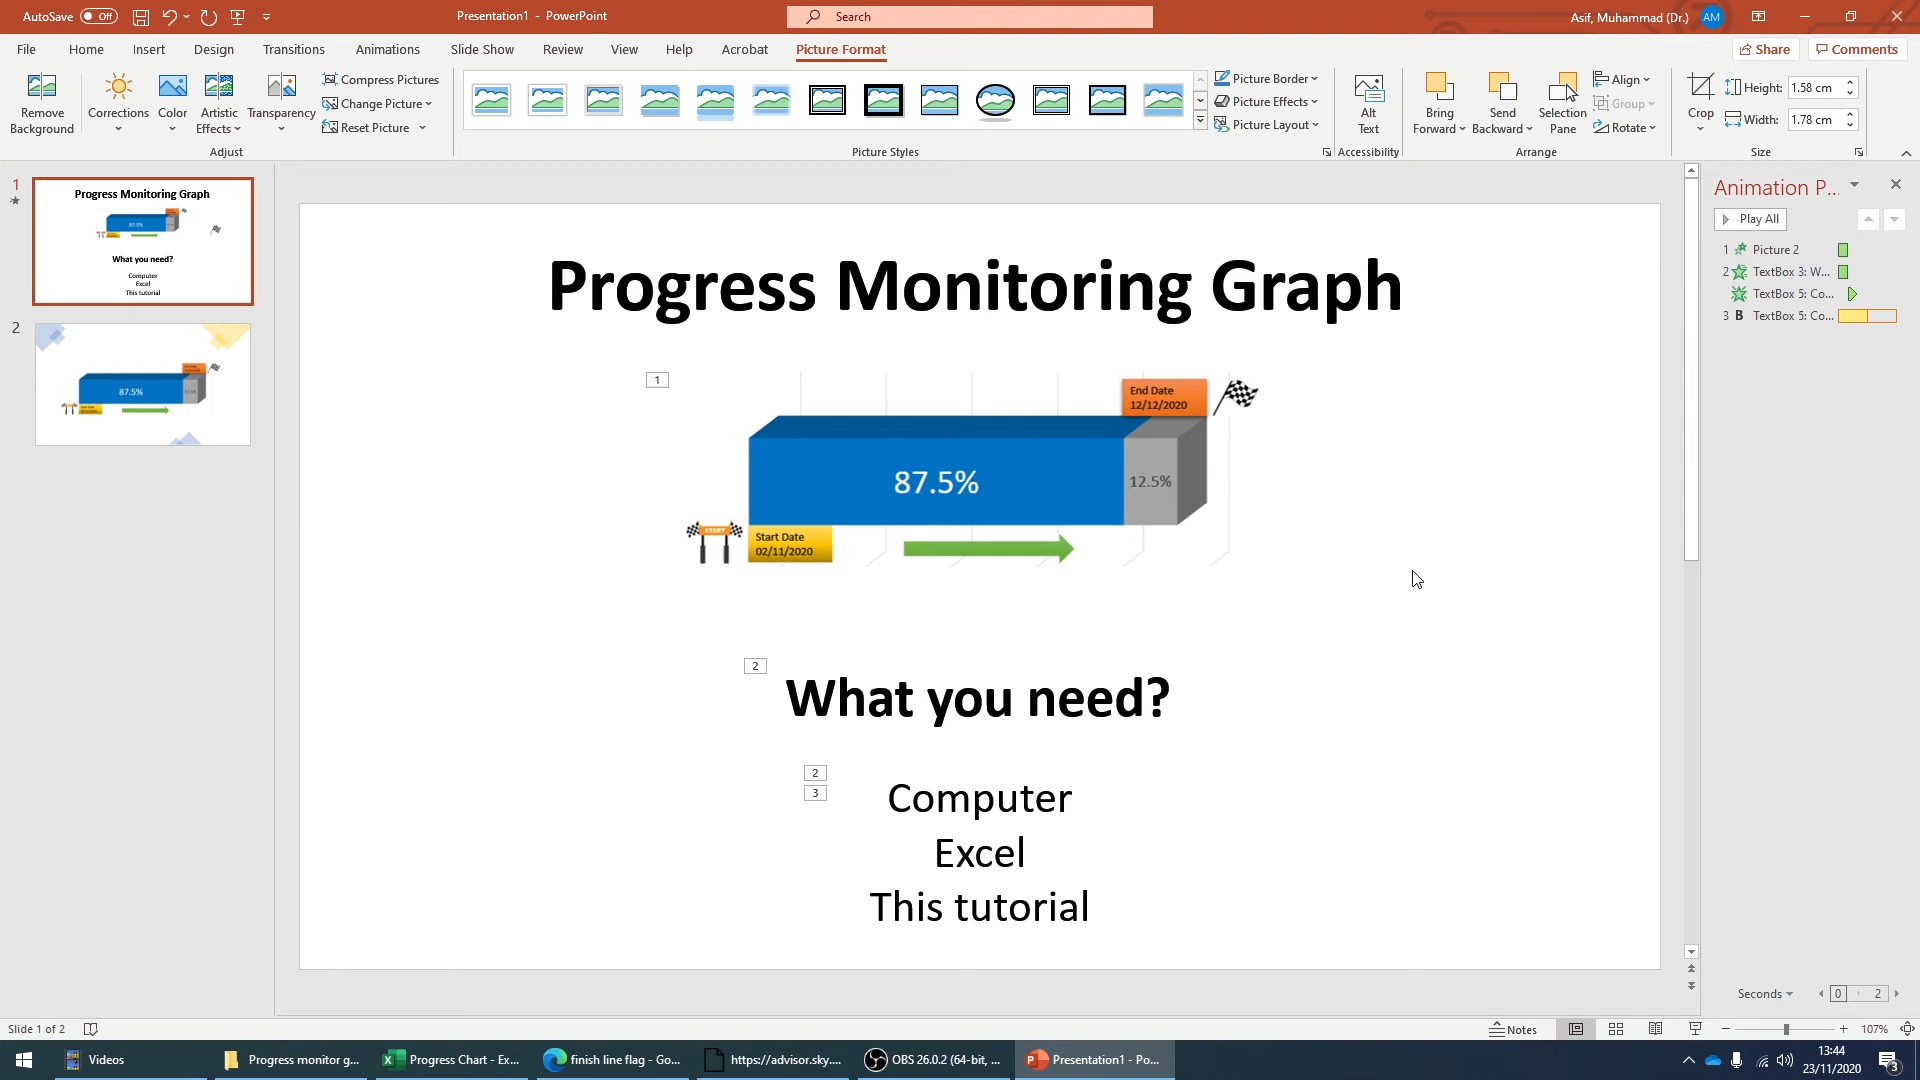 AutoSave Off
Presentation1 - PowerPoint
Search
Asif, Muhammad (Dr.) AM
File Home Insert Design Transitions Animations Slide Show Review View Help Acrobat Picture Format
Share Comments
Remove Background
Corrections
Color
Artistic Effects
Transparency
Compress Pictures
Change Picture
Reset Picture
Adjust
Picture Styles
Picture Border
Picture Effects
Picture Layout
Alt Text
Accessibility
Bring Forward
Send Backward
Selection Pane
Align
Group
Rotate
Arrange
Crop
Height: 1.58 cm
Width: 1.78 cm
Size
1
Progress Monitoring Graph
87.5%
What you need?
Computer
Excel
This tutorial
2
87.5%
Progress Monitoring Graph
1
End Date
12/12/2020
87.5%
12.5%
START
Start Date
02/11/2020
2
What you need?
2
3
Computer
Excel
This tutorial
Animation P...
Play All
1 Picture 2
2 TextBox 3: W...
TextBox 5: Co...
3 B TextBox 5: Co...
Seconds 0 2
Slide 1 of 2
Notes
107%
Videos
Progress monitor g...
Progress Chart - Ex...
finish line flag - Go...
https://advisor.sky....
OBS 26.0.2 (64-bit, ...
Presentation1 - Po...
13:44
23/11/2020
3